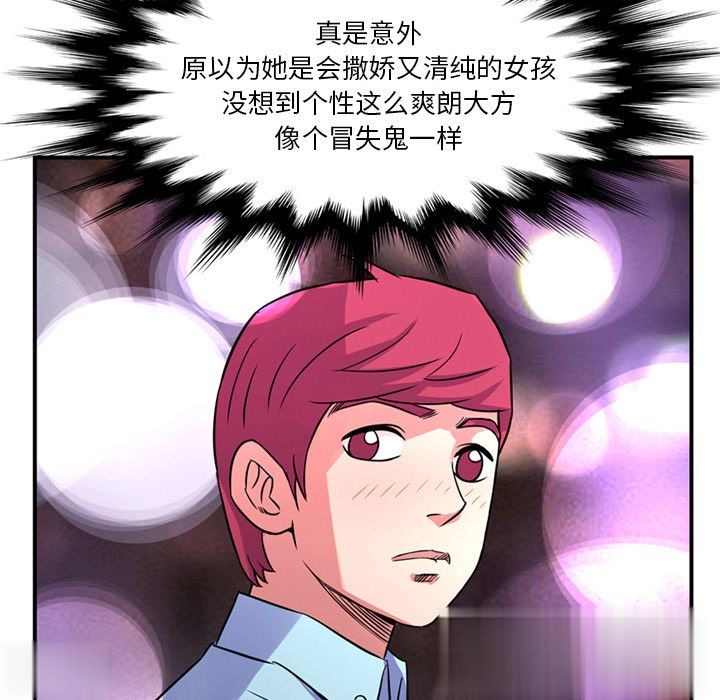 真是意外
原以为她是会撒娇又清纯的女孩
没想到个性这么爽朗大方
像个冒失鬼一样